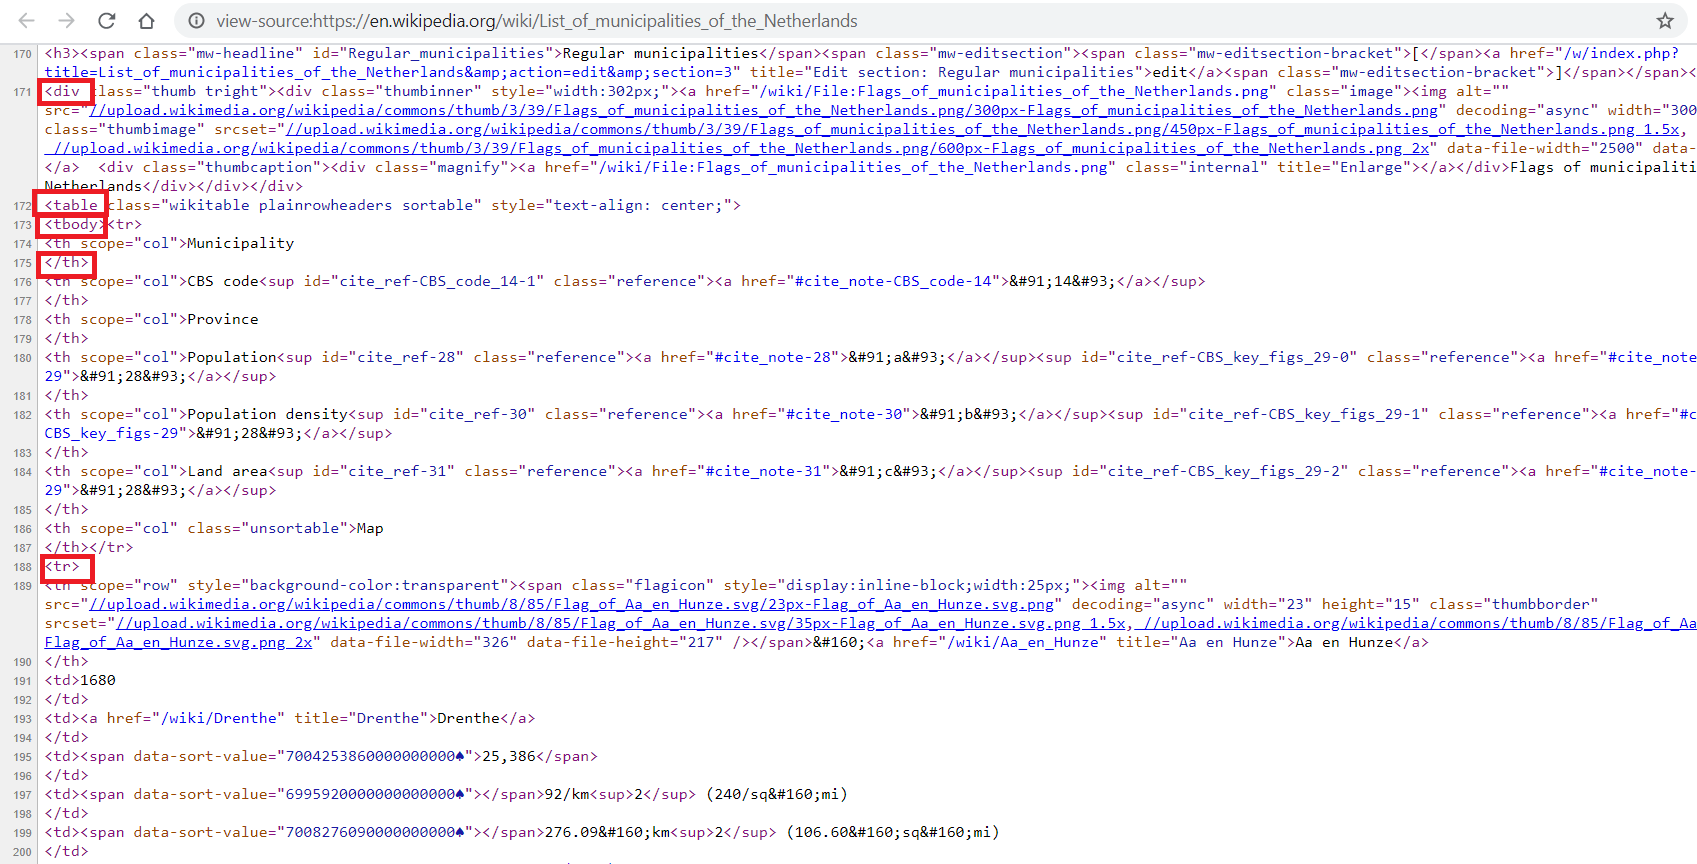 view-source:https://en.wikipedia.org/wiki/List_of_municipalities_of_the_Netherlands
170 <h3><span class="mw-headline" id="Regular_municipalities">Regular municipalities</span><span class="mw-editsection"><span class="mw-editsection-bracket">[</span><a href="/w/index.php?
title=List_of_municipalities_of_the_Netherlands&amp;action=edit&amp;section=3" title="Edit section: Regular municipalities">edit</a><span class="mw-editsection-bracket">]</span></span><
171 <div class="thumb tright"><div class="thumbinner" style="width:302px;"><a href="/wiki/File:Flags_of_municipalities_of_the_Netherlands.png" class="image"><img alt=""
src="//upload.wikimedia.org/wikipedia/commons/thumb/3/39/Flags_of_municipalities_of_the_Netherlands.png/300px-Flags_of_municipalities_of_the_Netherlands.png" decoding="async" width="300
class="thumbimage" srcset="//upload.wikimedia.org/wikipedia/commons/thumb/3/39/Flags_of_municipalities_of_the_Netherlands.png/450px-Flags_of_municipalities_of_the_Netherlands.png 1.5x,
//upload.wikimedia.org/wikipedia/commons/thumb/3/39/Flags_of_municipalities_of_the_Netherlands.png/600px-Flags_of_municipalities_of_the_Netherlands.png 2x" data-file-width="2500" data-
</a>  <div class="thumbcaption"><div class="magnify"><a href="/wiki/File:Flags_of_municipalities_of_the_Netherlands.png" class="internal" title="Enlarge"></a></div>Flags of municipaliti
Netherlands</div></div></div>
172 <table class="wikitable plainrowheaders sortable" style="text-align: center;">
173 <tbody><tr>
174 <th scope="col">Municipality
175 </th>
176 <th scope="col">CBS code<sup id="cite_ref-CBS_code_14-1" class="reference"><a href="#cite_note-CBS_code-14">&#91;14&#93;</a></sup>
177 </th>
178 <th scope="col">Province
179 </th>
180 <th scope="col">Population<sup id="cite_ref-28" class="reference"><a href="#cite_note-28">&#91;a&#93;</a></sup><sup id="cite_ref-CBS_key_figs_29-0" class="reference"><a href="#cite_note
29">&#91;28&#93;</a></sup>
181 </th>
182 <th scope="col">Population density<sup id="cite_ref-30" class="reference"><a href="#cite_note-30">&#91;b&#93;</a></sup><sup id="cite_ref-CBS_key_figs_29-1" class="reference"><a href="#c
CBS_key_figs-29">&#91;28&#93;</a></sup>
183 </th>
184 <th scope="col">Land area<sup id="cite_ref-31" class="reference"><a href="#cite_note-31">&#91;c&#93;</a></sup><sup id="cite_ref-CBS_key_figs_29-2" class="reference"><a href="#cite_note-
29">&#91;28&#93;</a></sup>
185 </th>
186 <th scope="col" class="unsortable">Map
187 </th></tr>
188 <tr>
189 <th scope="row" style="background-color:transparent"><span class="flagicon" style="display:inline-block;width:25px;"><img alt=""
src="//upload.wikimedia.org/wikipedia/commons/thumb/8/85/Flag_of_Aa_en_Hunze.svg/23px-Flag_of_Aa_en_Hunze.svg.png" decoding="async" width="23" height="15" class="thumbborder"
srcset="//upload.wikimedia.org/wikipedia/commons/thumb/8/85/Flag_of_Aa_en_Hunze.svg/35px-Flag_of_Aa_en_Hunze.svg.png 1.5x, //upload.wikimedia.org/wikipedia/commons/thumb/8/85/Flag_of_Aa
Flag_of_Aa_en_Hunze.svg.png 2x" data-file-width="326" data-file-height="217" /></span>&#160;<a href="/wiki/Aa_en_Hunze" title="Aa en Hunze">Aa en Hunze</a>
190 </th>
191 <td>1680
192 </td>
193 <td><a href="/wiki/Drenthe" title="Drenthe">Drenthe</a>
194 </td>
195 <td><span data-sort-value="7004253860000000000♠">25,386</span>
196 </td>
197 <td><span data-sort-value="6995920000000000000♠"></span>92/km<sup>2</sup> (240/sq&#160;mi)
198 </td>
199 <td><span data-sort-value="7008276090000000000♠"></span>276.09&#160;km<sup>2</sup> (106.60&#160;sq&#160;mi)
200 </td>